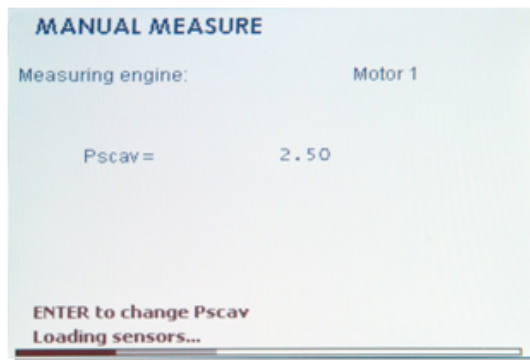 MANUAL MEASURE
Measuring engine: Motor 1
Pscav= 2.50
ENTER to change Pscav
Loading sensors...